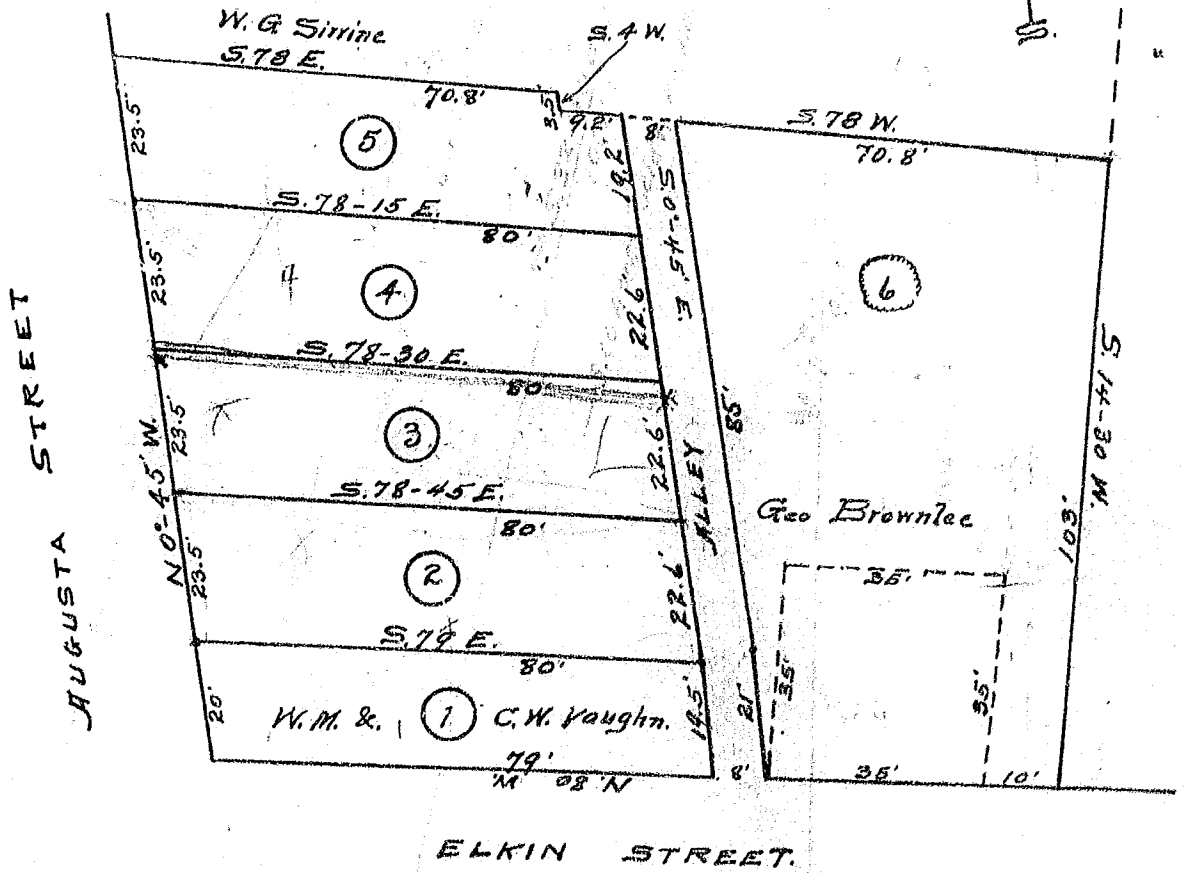 W. G Sirrine
S. 78 E.
70.8'
S. 4 W.
S.
3.5'
9.2'
8'
S. 78 W.
70.8'
23.5'
5
19.2'
S0-45' E.
S. 78-15 E.
80'
23.5'
4
4
22.6'
6
S. 78-30 E.
80'
AUGUSTA STREET
N 0°-45' W.
23.5'
3
22.6'
85'
S. 14-30 W.
103'
S. 78-45 E.
80'
ALLEY
Geo Brownlee
23.5'
2
22.6'
35'
S. 79 E.
80'
35'
35'
20'
W. M. &
1
C. W. Vaughn.
19.5'
21'
79'
N. 80 W.
8'
35'
10'
ELKIN STREET.